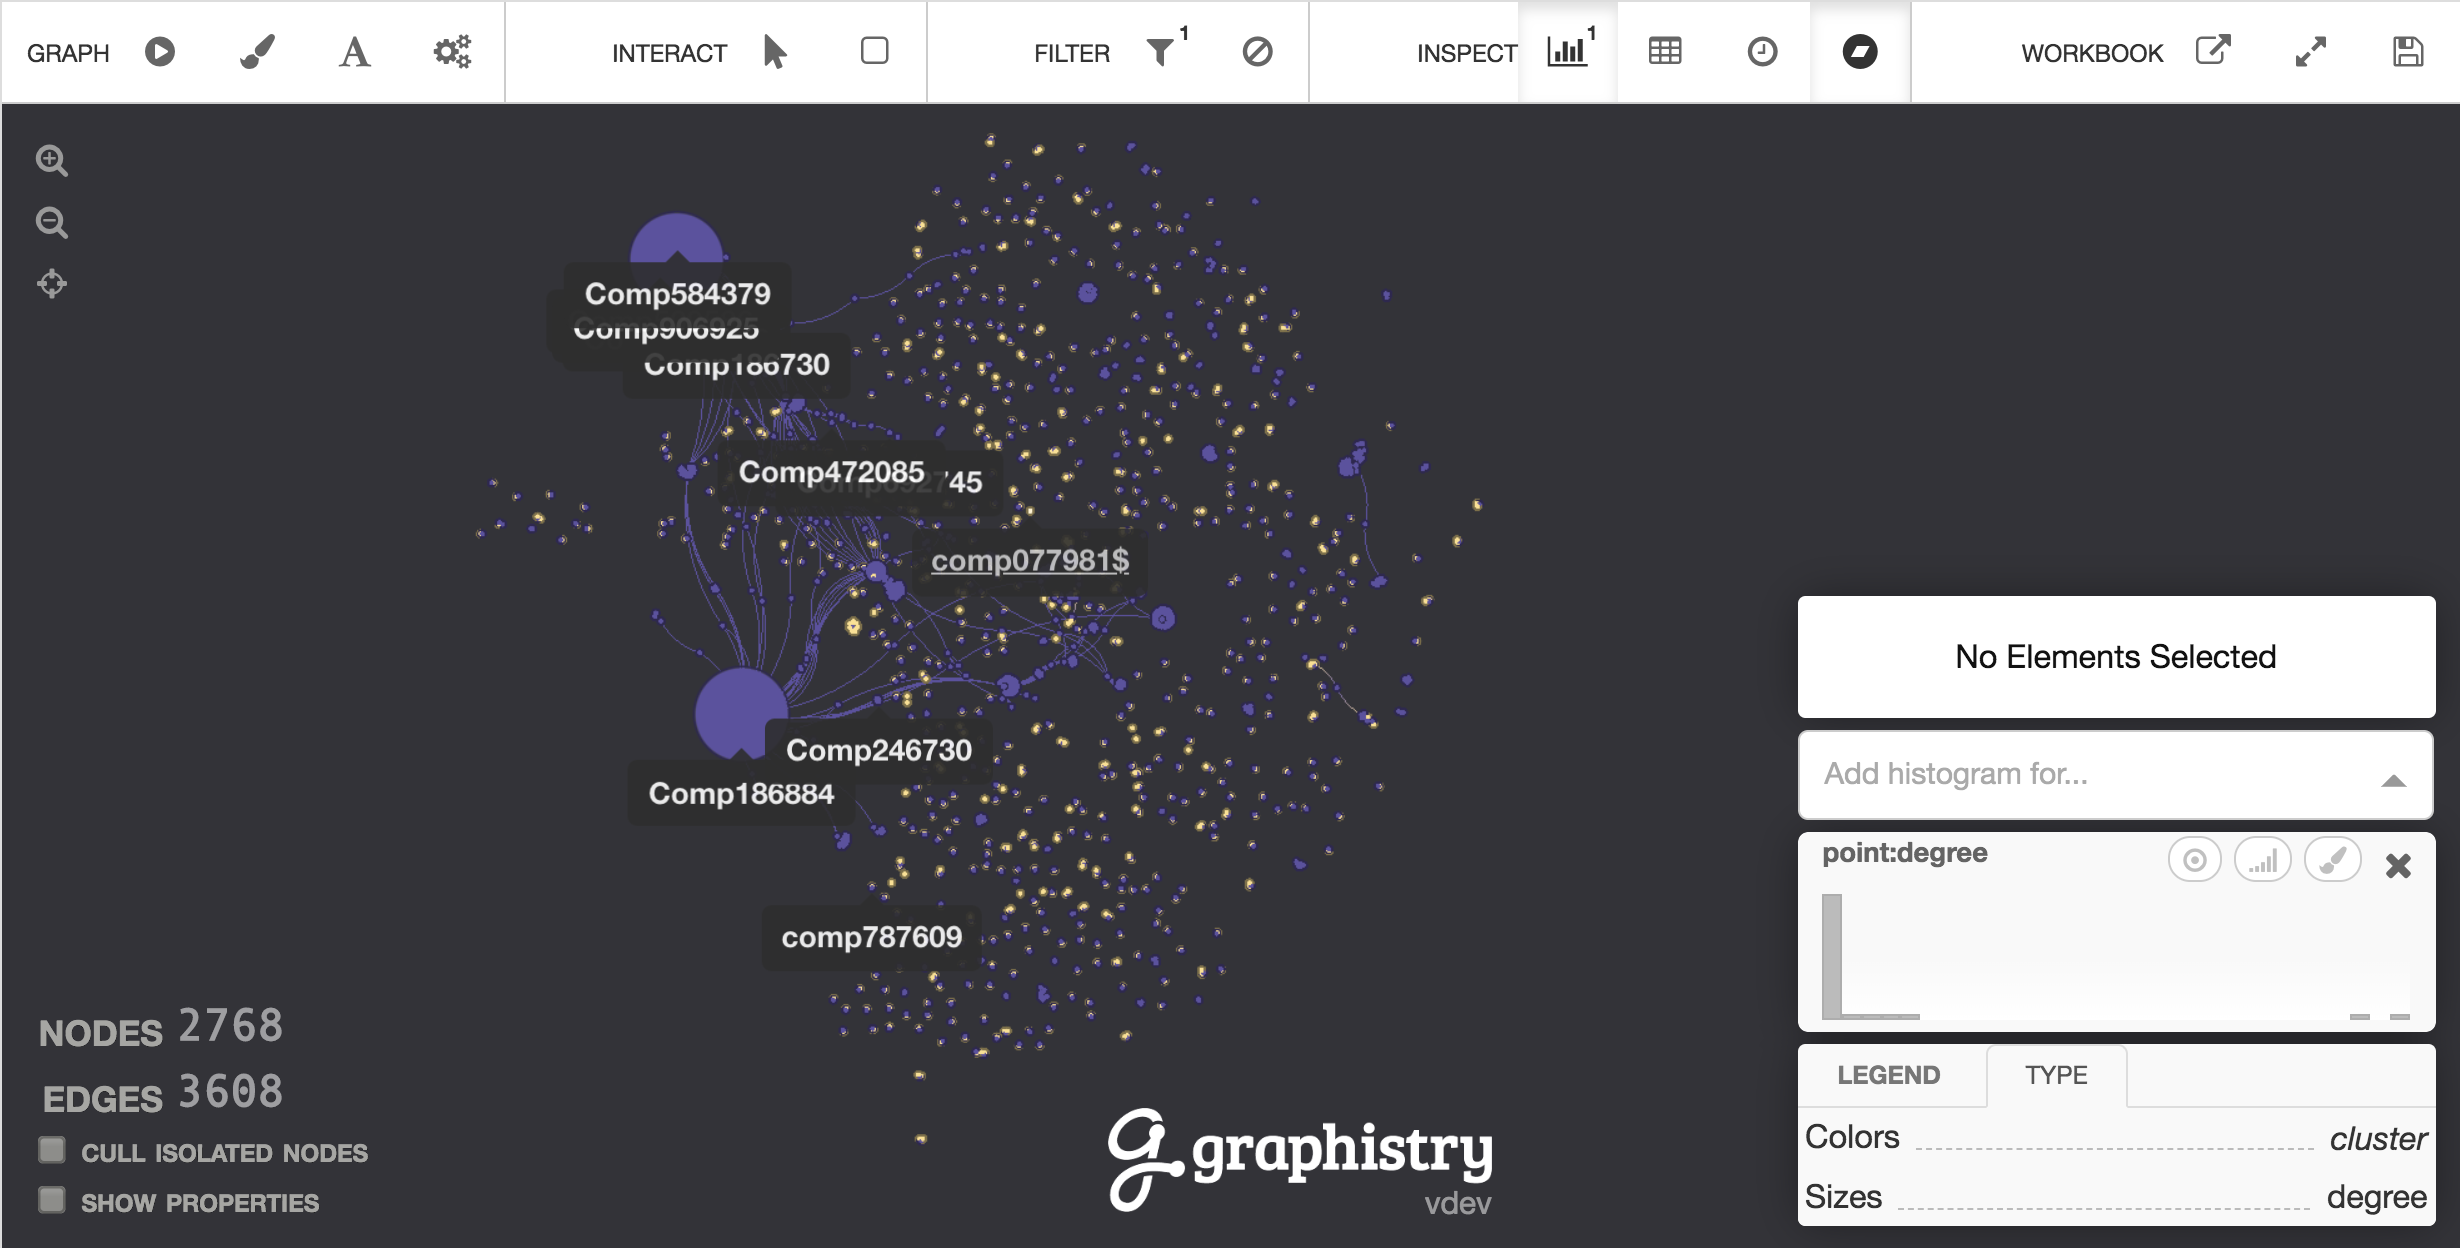 GRAPH INTERACT FILTER 1 INSPECT 1 WORKBOOK
Comp584379
Comp906925
Comp186730
Comp472085 '45
comp077981$
Comp246730
Comp186884
comp787609
No Elements Selected
Add histogram for...
point:degree
LEGEND TYPE
Colors cluster
Sizes degree
NODES 2768
EDGES 3608
CULL ISOLATED NODES
SHOW PROPERTIES
graphistry
vdev